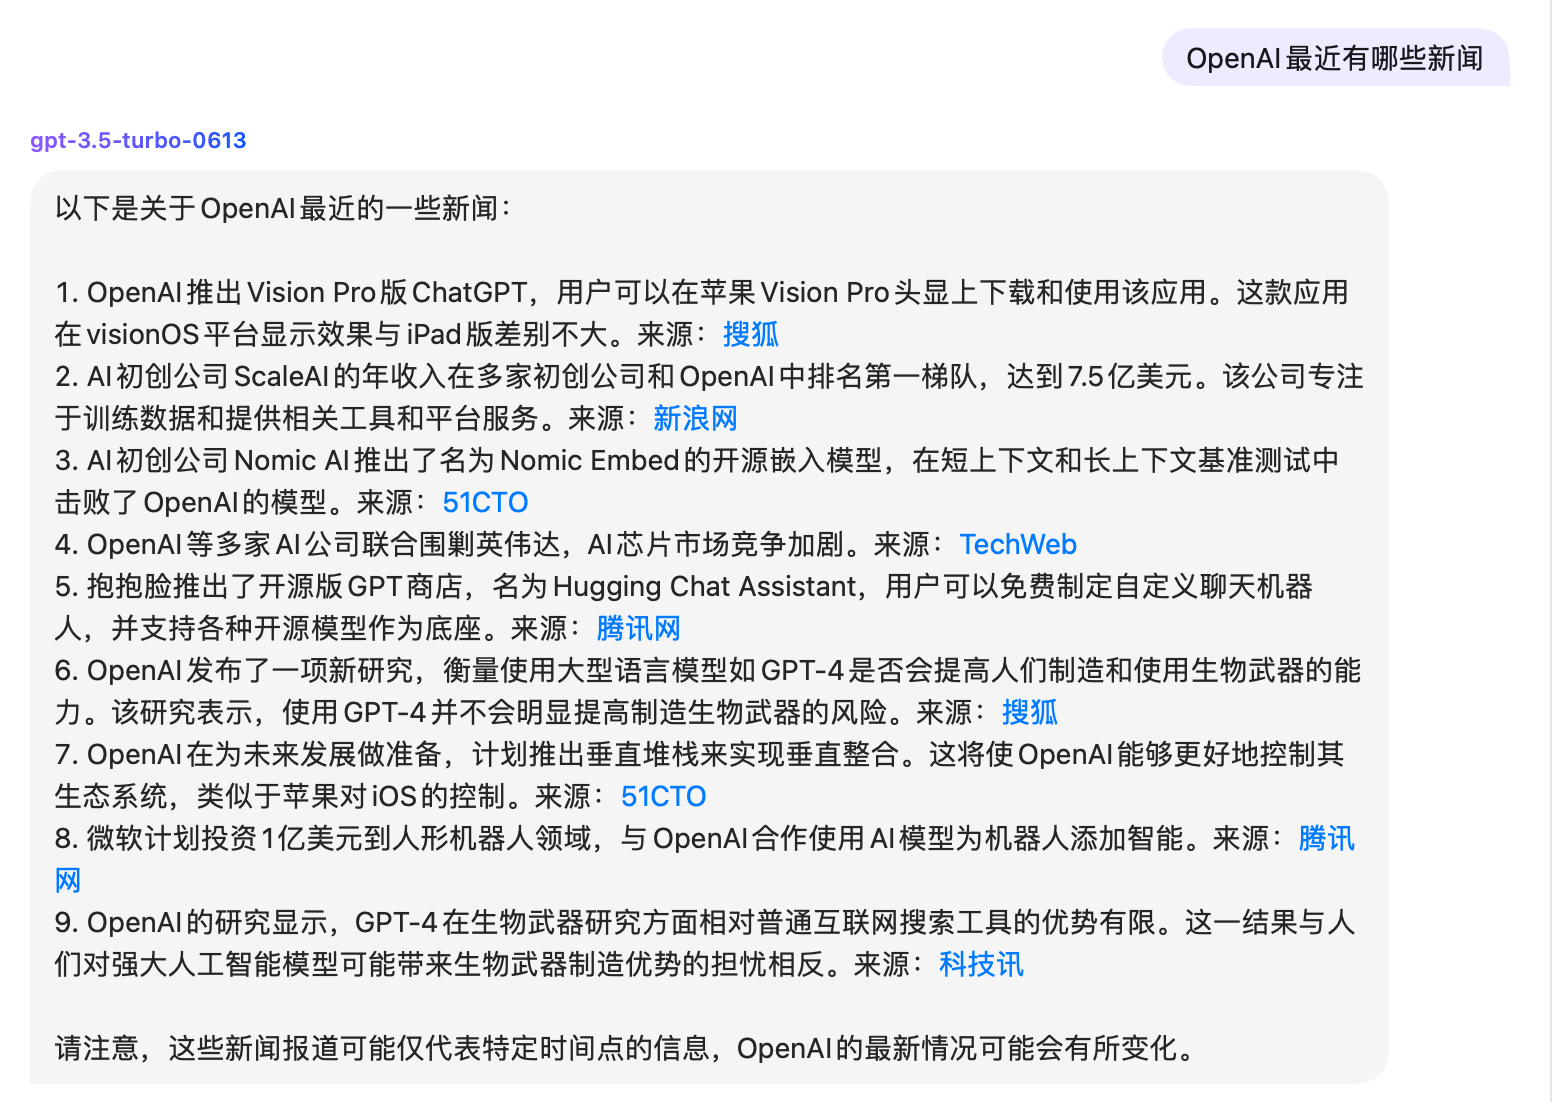 OpenAI最近有哪些新闻
gpt-3.5-turbo-0613
以下是关于OpenAI最近的一些新闻：
1. OpenAI推出Vision Pro版ChatGPT，用户可以在苹果Vision Pro头显上下载和使用该应用。这款应用
在visionOS平台显示效果与iPad版差别不大。来源：搜狐
2. AI初创公司ScaleAI的年收入在多家初创公司和OpenAI中排名第一梯队，达到7.5亿美元。该公司专注
于训练数据和提供相关工具和平台服务。来源：新浪网
3. AI初创公司Nomic AI推出了名为Nomic Embed的开源嵌入模型，在短上下文和长上下文基准测试中
击败了OpenAI的模型。来源：51CTO
4. OpenAI等多家AI公司联合围剿英伟达，AI芯片市场竞争加剧。来源：TechWeb
5. 抱抱脸推出了开源版GPT商店，名为Hugging Chat Assistant，用户可以免费制定自定义聊天机器
人，并支持各种开源模型作为底座。来源：腾讯网
6. OpenAI发布了一项新研究，衡量使用大型语言模型如GPT-4是否会提高人们制造和使用生物武器的能
力。该研究表示，使用GPT-4并不会明显提高制造生物武器的风险。来源：搜狐
7. OpenAI在为未来发展做准备，计划推出垂直堆栈来实现垂直整合。这将使OpenAI能够更好地控制其
生态系统，类似于苹果对iOS的控制。来源：51CTO
8. 微软计划投资1亿美元到人形机器人领域，与OpenAI合作使用AI模型为机器人添加智能。来源：腾讯
网
9. OpenAI的研究显示，GPT-4在生物武器研究方面相对普通互联网搜索工具的优势有限。这一结果与人
们对强大人工智能模型可能带来生物武器制造优势的担忧相反。来源：科技讯
请注意，这些新闻报道可能仅代表特定时间点的信息，OpenAI的最新情况可能会有所变化。